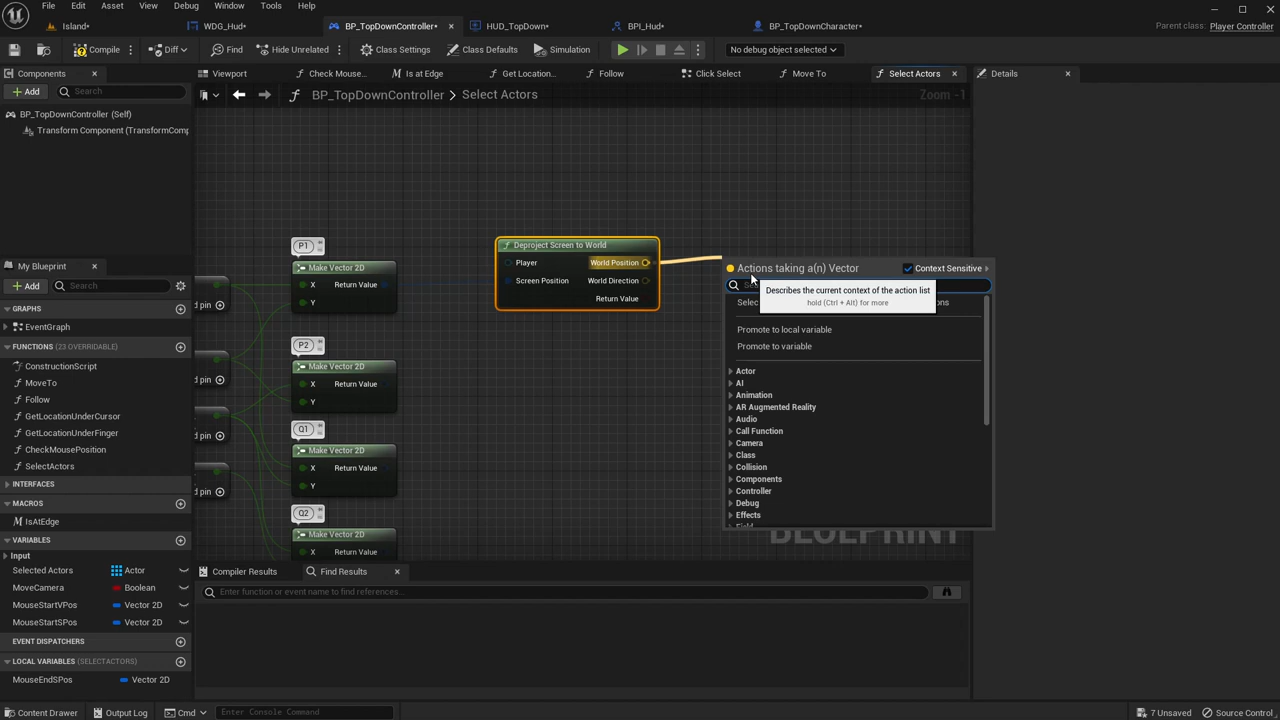 File Edit Asset View Debug Window Tools Help
Island•
WDG_Hud•
BP_TopDownController•
HUD_TopDown•
BPI_Hud•
BP_TopDownCharacter•
Parent class: Player Controller
Compile Diff Find Hide Unrelated Class Settings Class Defaults Simulation No debug object selected
Components
Viewport Check Mouse... Is at Edge Get Location... Follow Click Select Move To Select Actors Details
Add Search
BP_TopDownController > Select Actors Zoom -1
BP_TopDownController (Self)
Transform Component (TransformComp
My Blueprint
Add Search
GRAPHS
EventGraph
FUNCTIONS (23 OVERRIDABLE)
ConstructionScript
MoveTo
Follow
GetLocationUnderCursor
GetLocationUnderFinger
CheckMousePosition
SelectActors
INTERFACES
MACROS
IsAtEdge
VARIABLES
Input
Selected Actors Actor
MoveCamera Boolean
MouseStartVPos Vector 2D
MouseStartSPos Vector 2D
EVENT DISPATCHERS
LOCAL VARIABLES (SELECTACTORS)
MouseEndSPos Vector 2D
P1
Make Vector 2D
X Return Value
Y
P2
Make Vector 2D
d pin
X Return Value
Y
Q1
d pin
Make Vector 2D
X Return Value
Y
d pin
Q2
Make Vector 2D
X Return Value
Deproject Screen to World
Player World Position
Screen Position World Direction
Return Value
Actions taking a(n) Vector Context Sensitive
Describes the current context of the action list
hold (Ctrl + Alt) for more
Promote to local variable
Promote to variable
Actor
AI
Animation
AR Augmented Reality
Audio
Call Function
Camera
Class
Collision
Components
Controller
Debug
Effects
Field
BLUEPRINT
Compiler Results Find Results
Enter function or event name to find references...
Content Drawer Output Log Cmd Enter Console Command 7 Unsaved Source Control